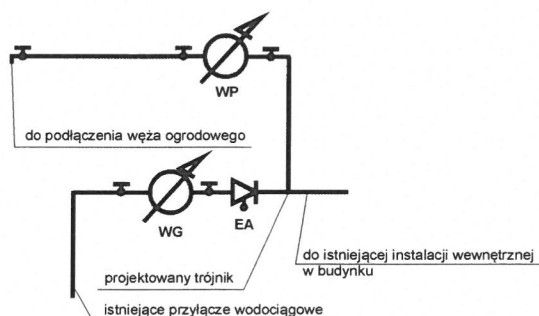 WP
do podłączenia węża ogrodowego
WG
EA
do istniejącej instalacji wewnętrznej
w budynku
projektowany trójnik
istniejące przyłącze wodociągowe